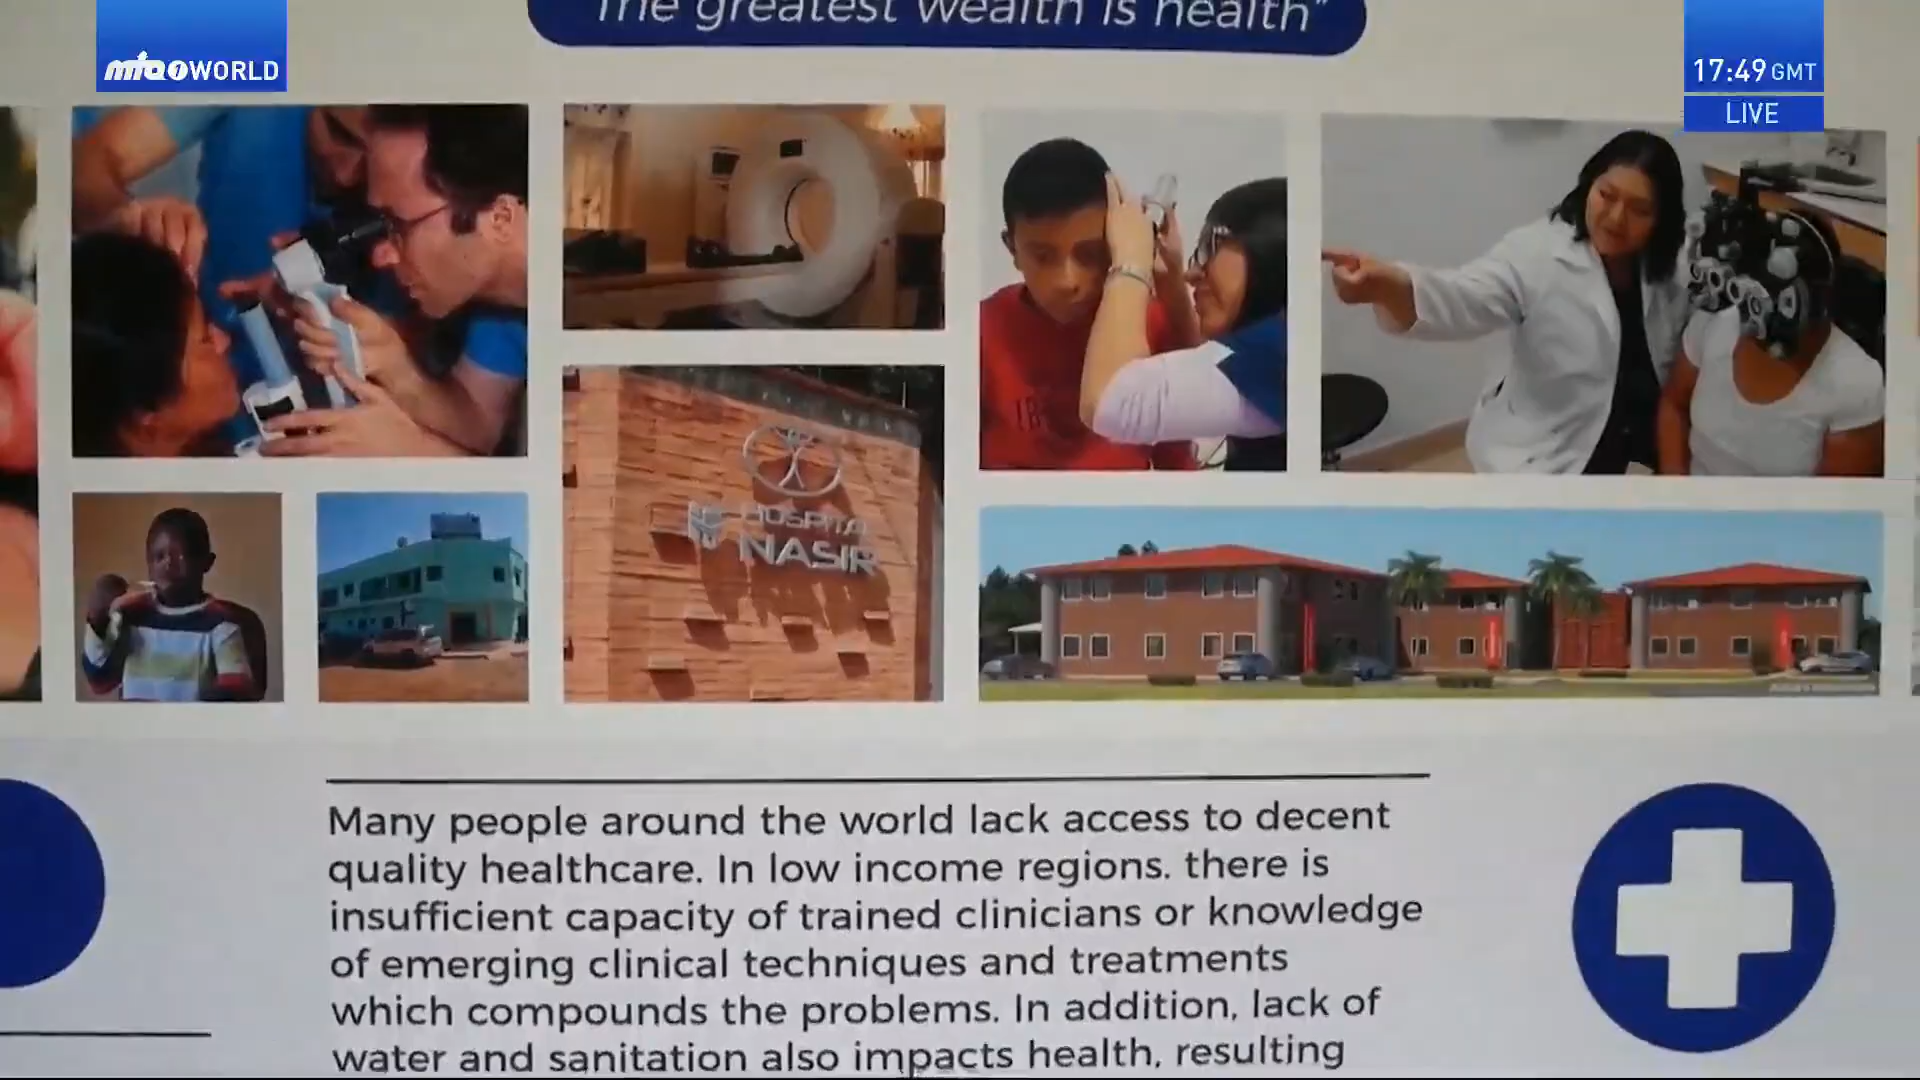 The greatest wealth is health"
mta1 WORLD
17:49 GMT
LIVE
HOSPITAL
NASIR
Many people around the world lack access to decent
quality healthcare. In low income regions. there is
insufficient capacity of trained clinicians or knowledge
of emerging clinical techniques and treatments
which compounds the problems. In addition, lack of
water and sanitation also impacts health, resulting